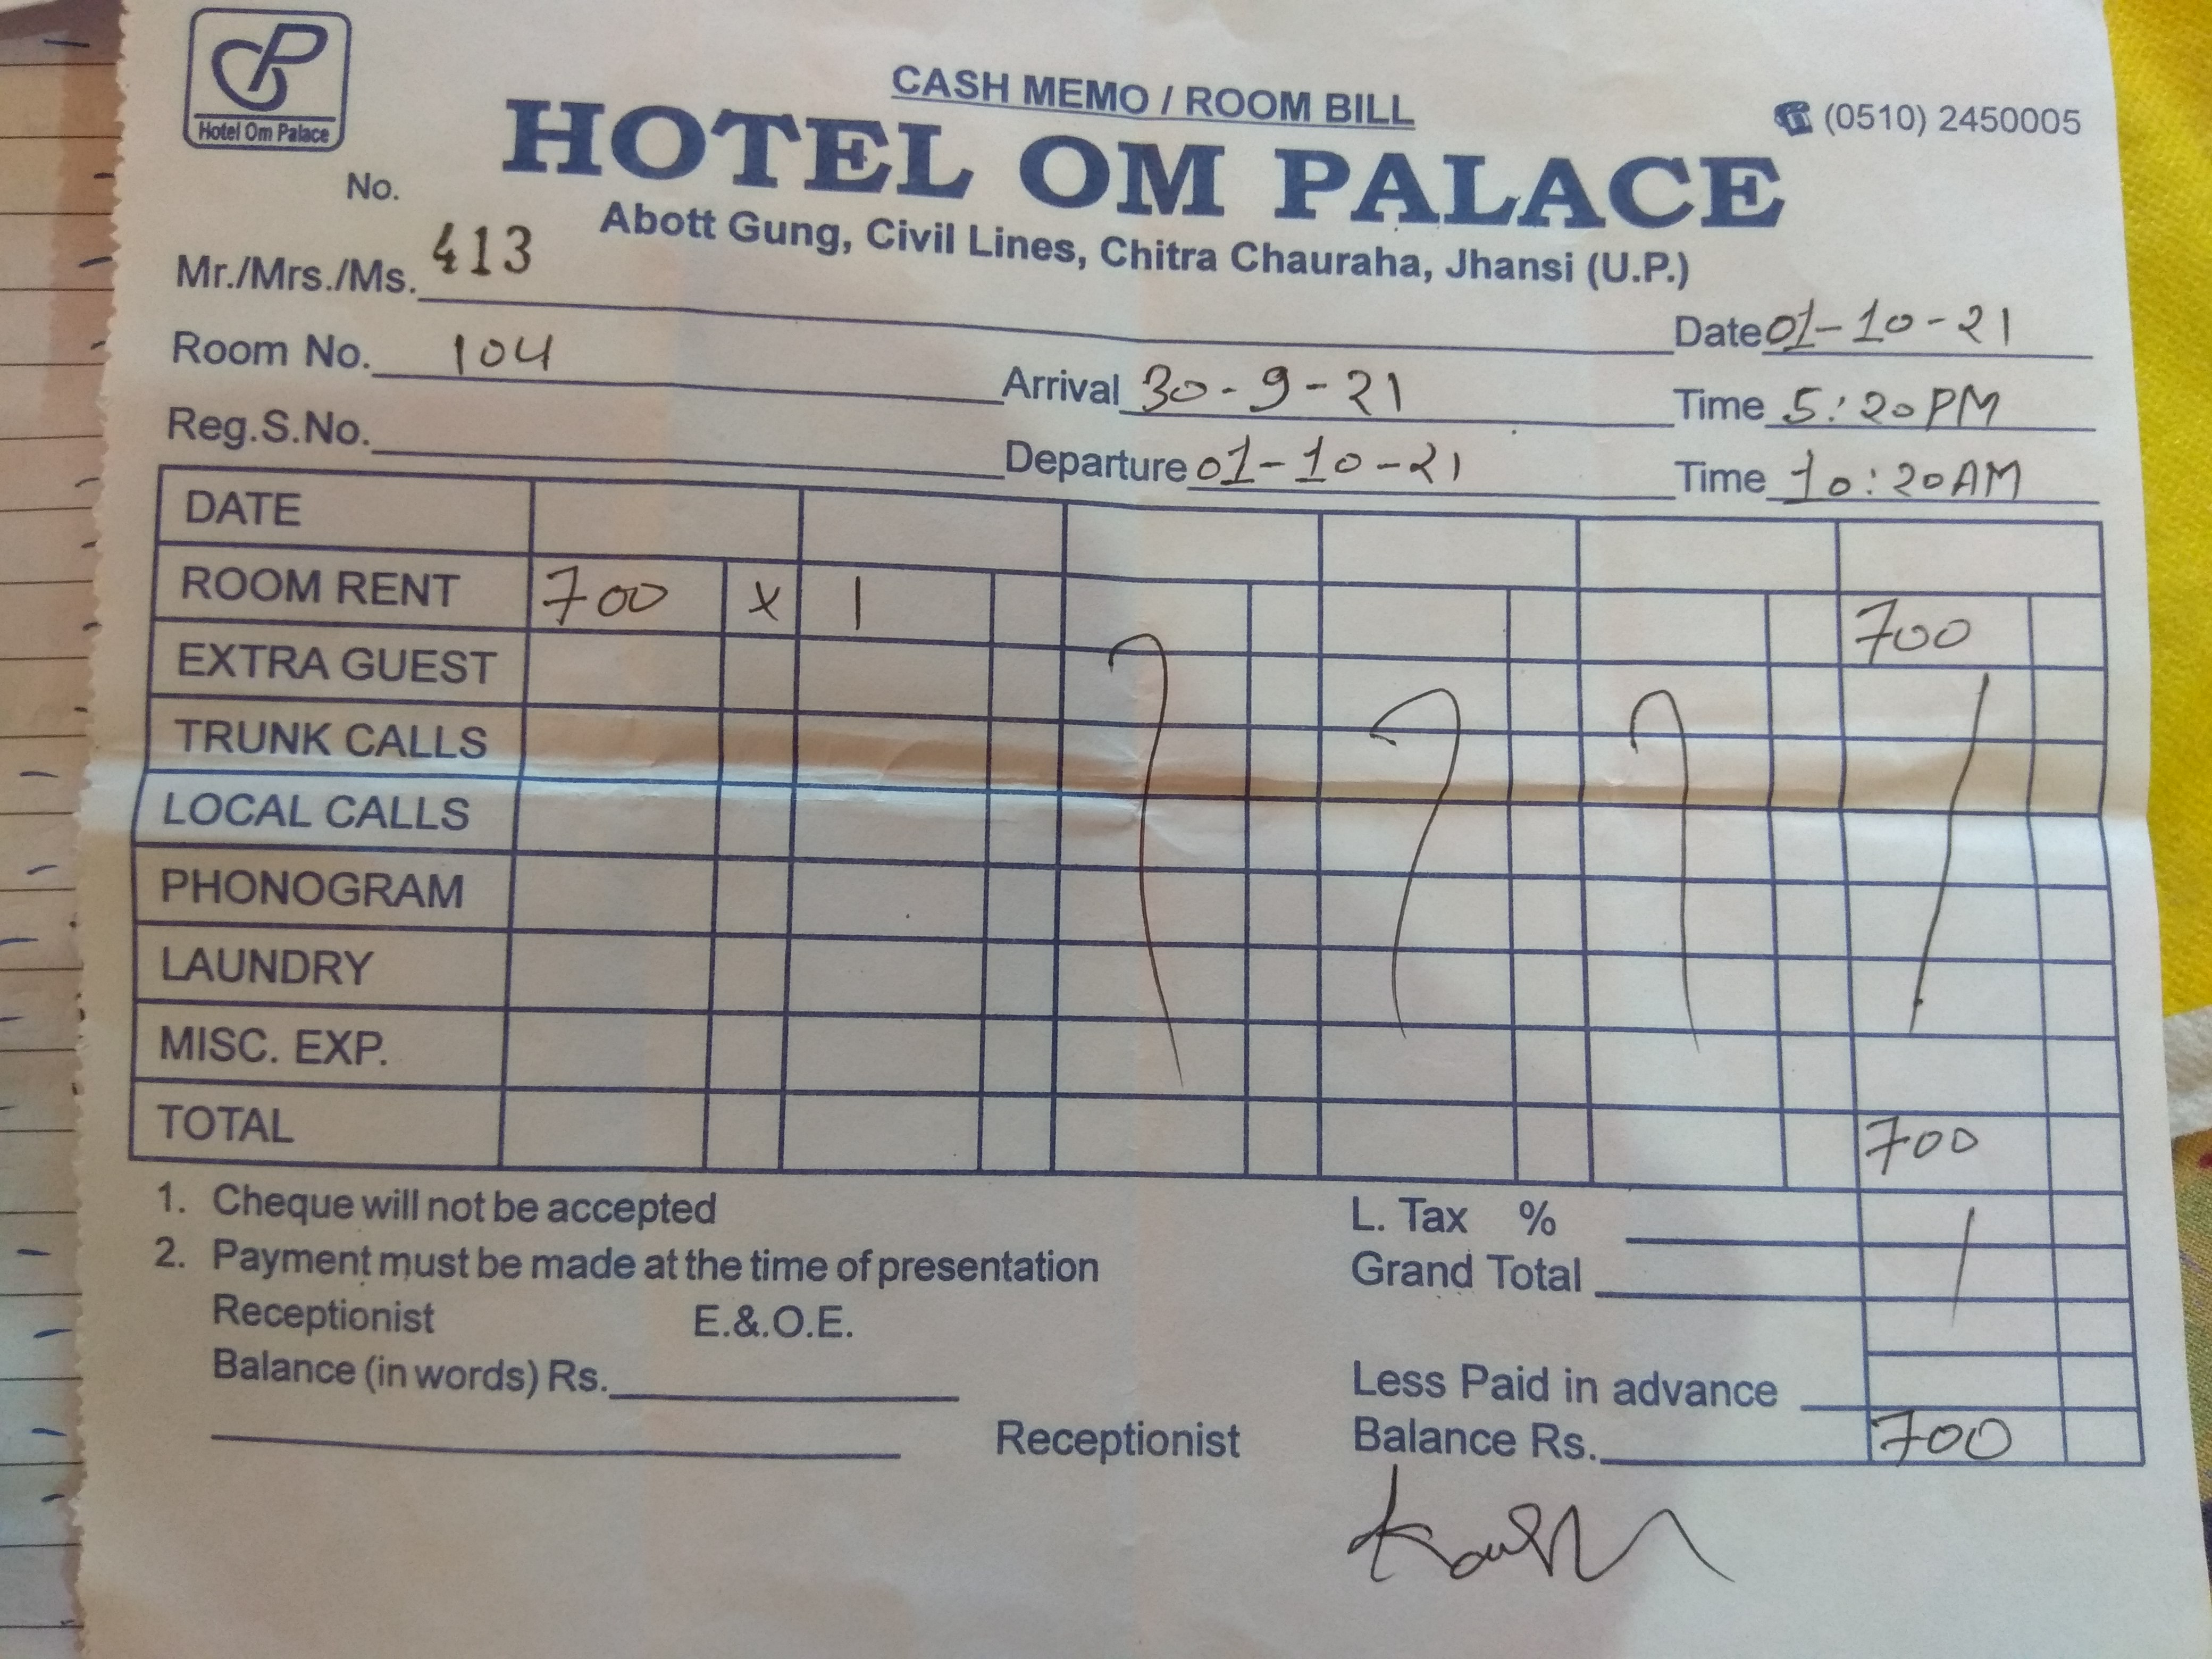 Hotel Om Palace
CASH MEMO / ROOM BILL
(0510) 2450005
HOTEL OM PALACE
Abott Gung, Civil Lines, Chitra Chauraha, Jhansi (U.P.)
No. 413
Mr./Mrs./Ms. Date 01-10-21
Room No. 104 Arrival 30-9-21 Time 5:20PM
Reg.S.No. Departure 01-10-21 Time 10:20AM
DATE
ROOM RENT 700 x 1 700
EXTRA GUEST
TRUNK CALLS
LOCAL CALLS
PHONOGRAM
LAUNDRY
MISC. EXP.
TOTAL 700
1. Cheque will not be accepted L. Tax %
2. Payment must be made at the time of presentation Grand Total
Receptionist E.&.O.E.
Balance (in words) Rs. Less Paid in advance
Receptionist Balance Rs. 700